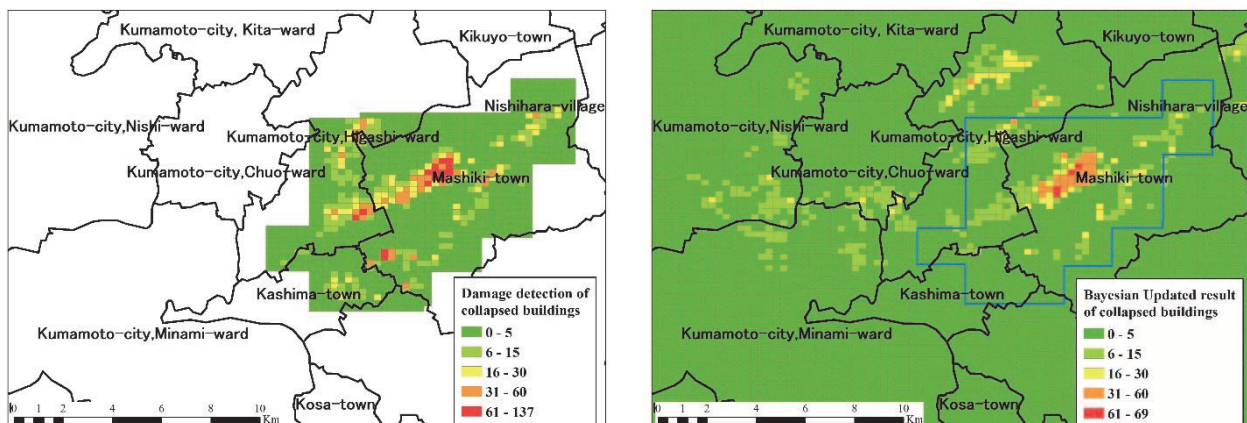 Kumamoto-city, Kita-ward
Kikuyo-town
Nishihara-village
Kumamoto-city,Nishi-ward
Kumamoto-city,Higashi-ward
Kumamoto-city,Chuo-ward
Mashiki-town
Kashima-town
Kumamoto-city,Minami-ward
Kosa-town
Damage detection of
collapsed buildings
0 - 5
6 - 15
16 - 30
31 - 60
61 - 137
0 1 2 4 6 8 10
Km
Kumamoto-city, Kita-ward
Kikuyo-town
Nishihara-village
Kumamoto-city,Nishi-ward
Kumamoto-city,Higashi-ward
Kumamoto-city,Chuo-ward
Mashiki-town
Kashima-town
Kumamoto-city,Minami-ward
Kosa-town
Bayesian Updated result
of collapsed buildings
0 - 5
6 - 15
16 - 30
31 - 60
61 - 69
0 1 2 4 6 8 10
Km